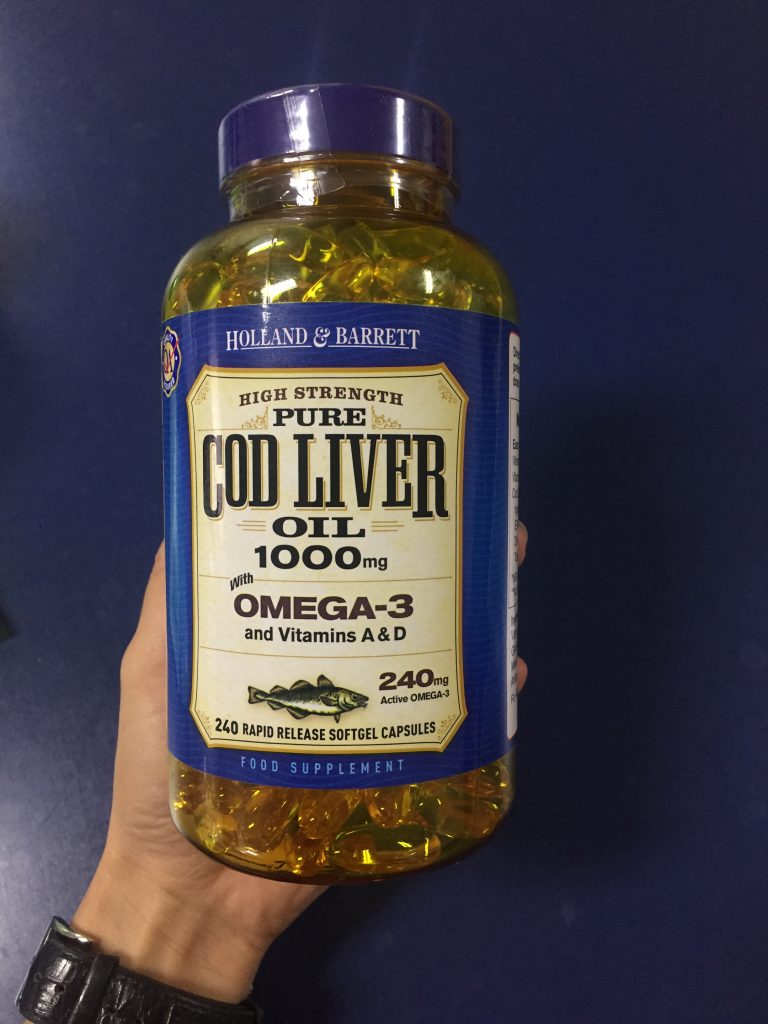 HOLLAND & BARRETT
HIGH STRENGTH
PURE
COD LIVER
OIL
1000mg
With
OMEGA-3
and Vitamins A & D
240mg
Active OMEGA-3
240 RAPID RELEASE SOFTGEL CAPSULES
FOOD SUPPLEMENT